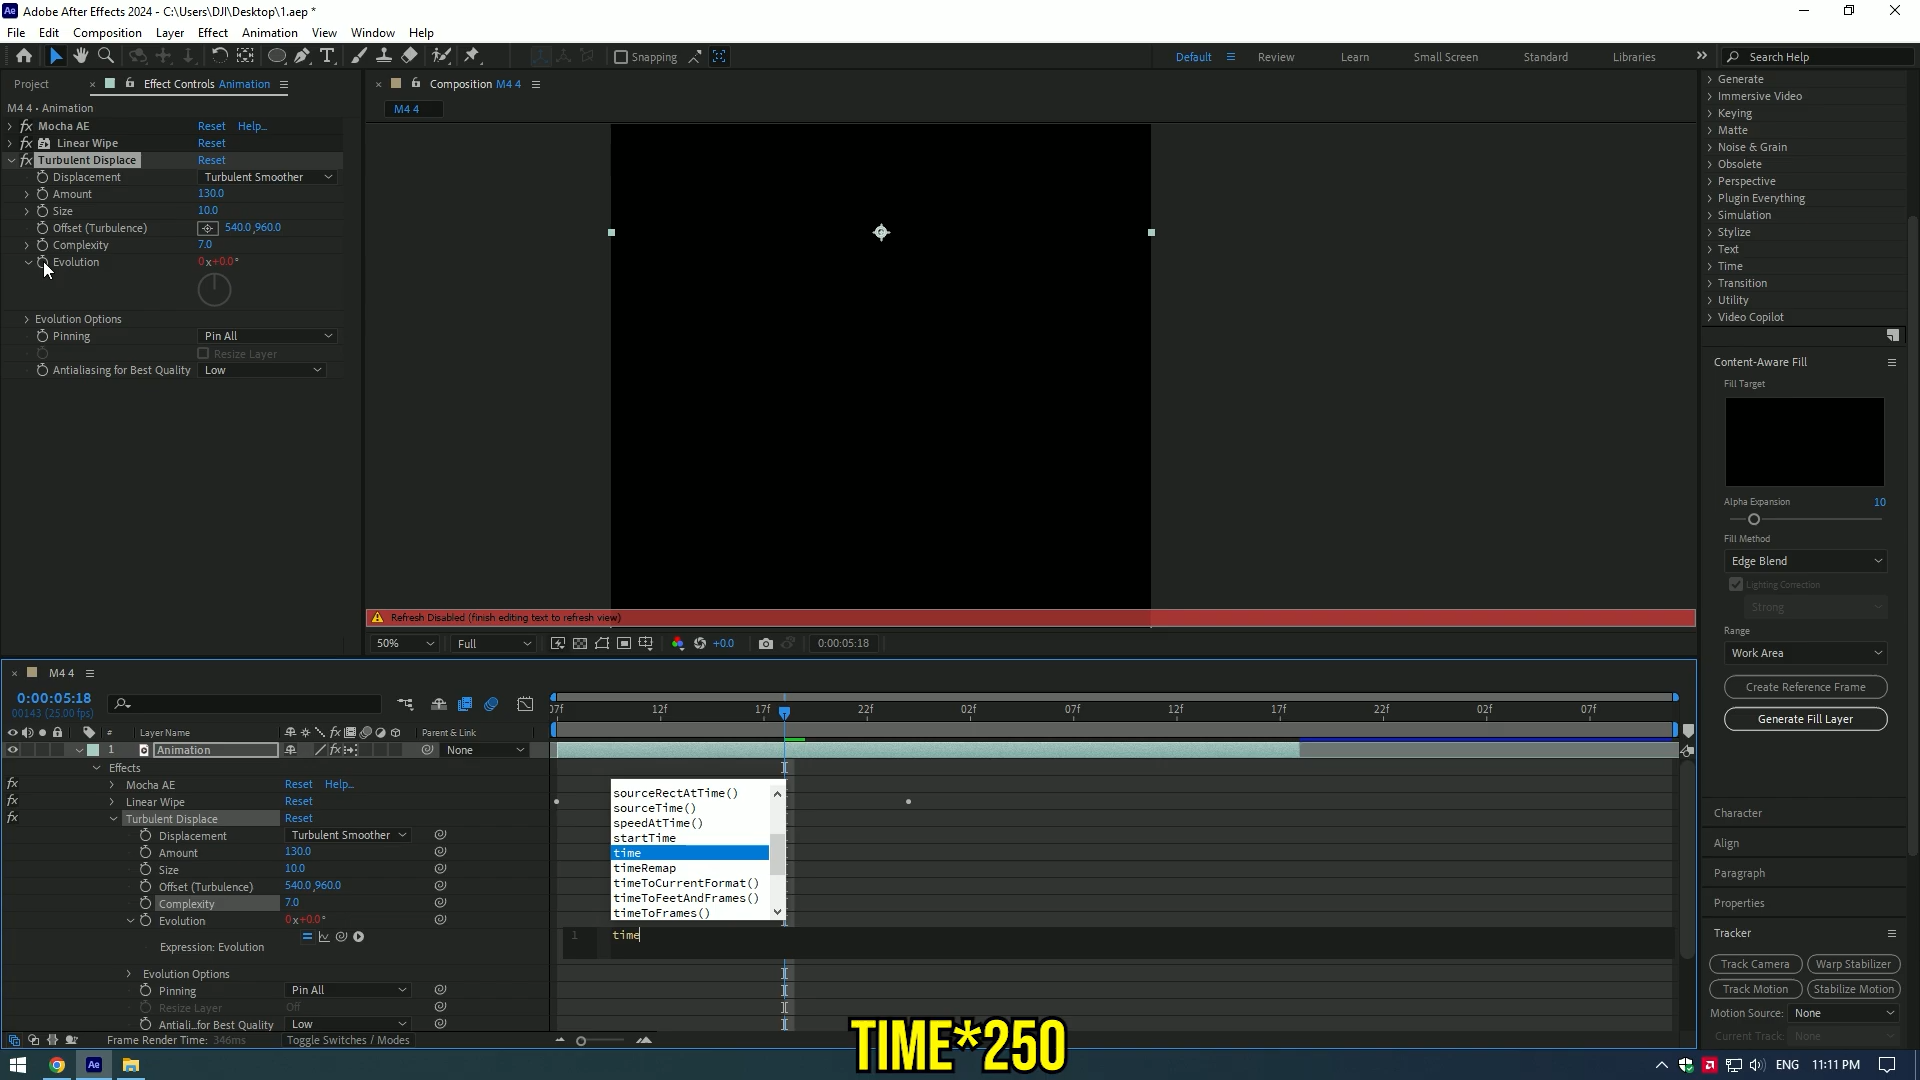 Adobe After Effects 2024 - C:\Users\DJI\Desktop\1.aep *
File Edit Composition Layer Effect Animation View Window Help
Snapping
Default Review Learn Small Screen Standard Libraries
Search Help
Project
Effect Controls Animation
M4 4 • Animation
Mocha AE Reset Help...
Linear Wipe Reset
Turbulent Displace Reset
Displacement Turbulent Smoother
Amount 130.0
Size 10.0
Offset (Turbulence) 540.0,960.0
Complexity 7.0
Evolution 0x+0.0°
Evolution Options
Pinning Pin All
Resize Layer
Antialiasing for Best Quality Low
Composition M4 4
M4 4
Refresh Disabled (finish editing text to refresh view)
50% Full +0.0 0:00:05:18
Generate
Immersive Video
Keying
Matte
Noise & Grain
Obsolete
Perspective
Plugin Everything
Simulation
Stylize
Text
Time
Transition
Utility
Video Copilot
Content-Aware Fill
Fill Target
Alpha Expansion 10
Fill Method
Edge Blend
Lighting Correction
Strong
Range
Work Area
Create Reference Frame
Generate Fill Layer
Character
Align
Paragraph
Properties
Tracker
Track Camera Warp Stabilizer
Track Motion Stabilize Motion
Motion Source: None
Current Track: None
M4 4
0:00:05:18
00143 (25.00 fps)
07f 12f 17f 22f 02f 07f 12f 17f 22f 02f 07f
# Layer Name fx Parent & Link
1 Animation None
Effects
Mocha AE Reset Help...
Linear Wipe Reset
Turbulent Displace Reset
Displacement Turbulent Smoother
Amount 130.0
Size 10.0
Offset (Turbulence) 540.0,960.0
Complexity 7.0
Evolution 0x+0.0°
Expression: Evolution
Evolution Options
Pinning Pin All
Resize Layer Off
Antiali...for Best Quality Low
sourceRectAtTime()
sourceTime()
speedAtTime()
startTime
time
timeRemap
timeToCurrentFormat()
timeToFeetAndFrames()
timeToFrames()
1 time
Frame Render Time: 346ms Toggle Switches / Modes
TIME*250
ENG 11:11 PM